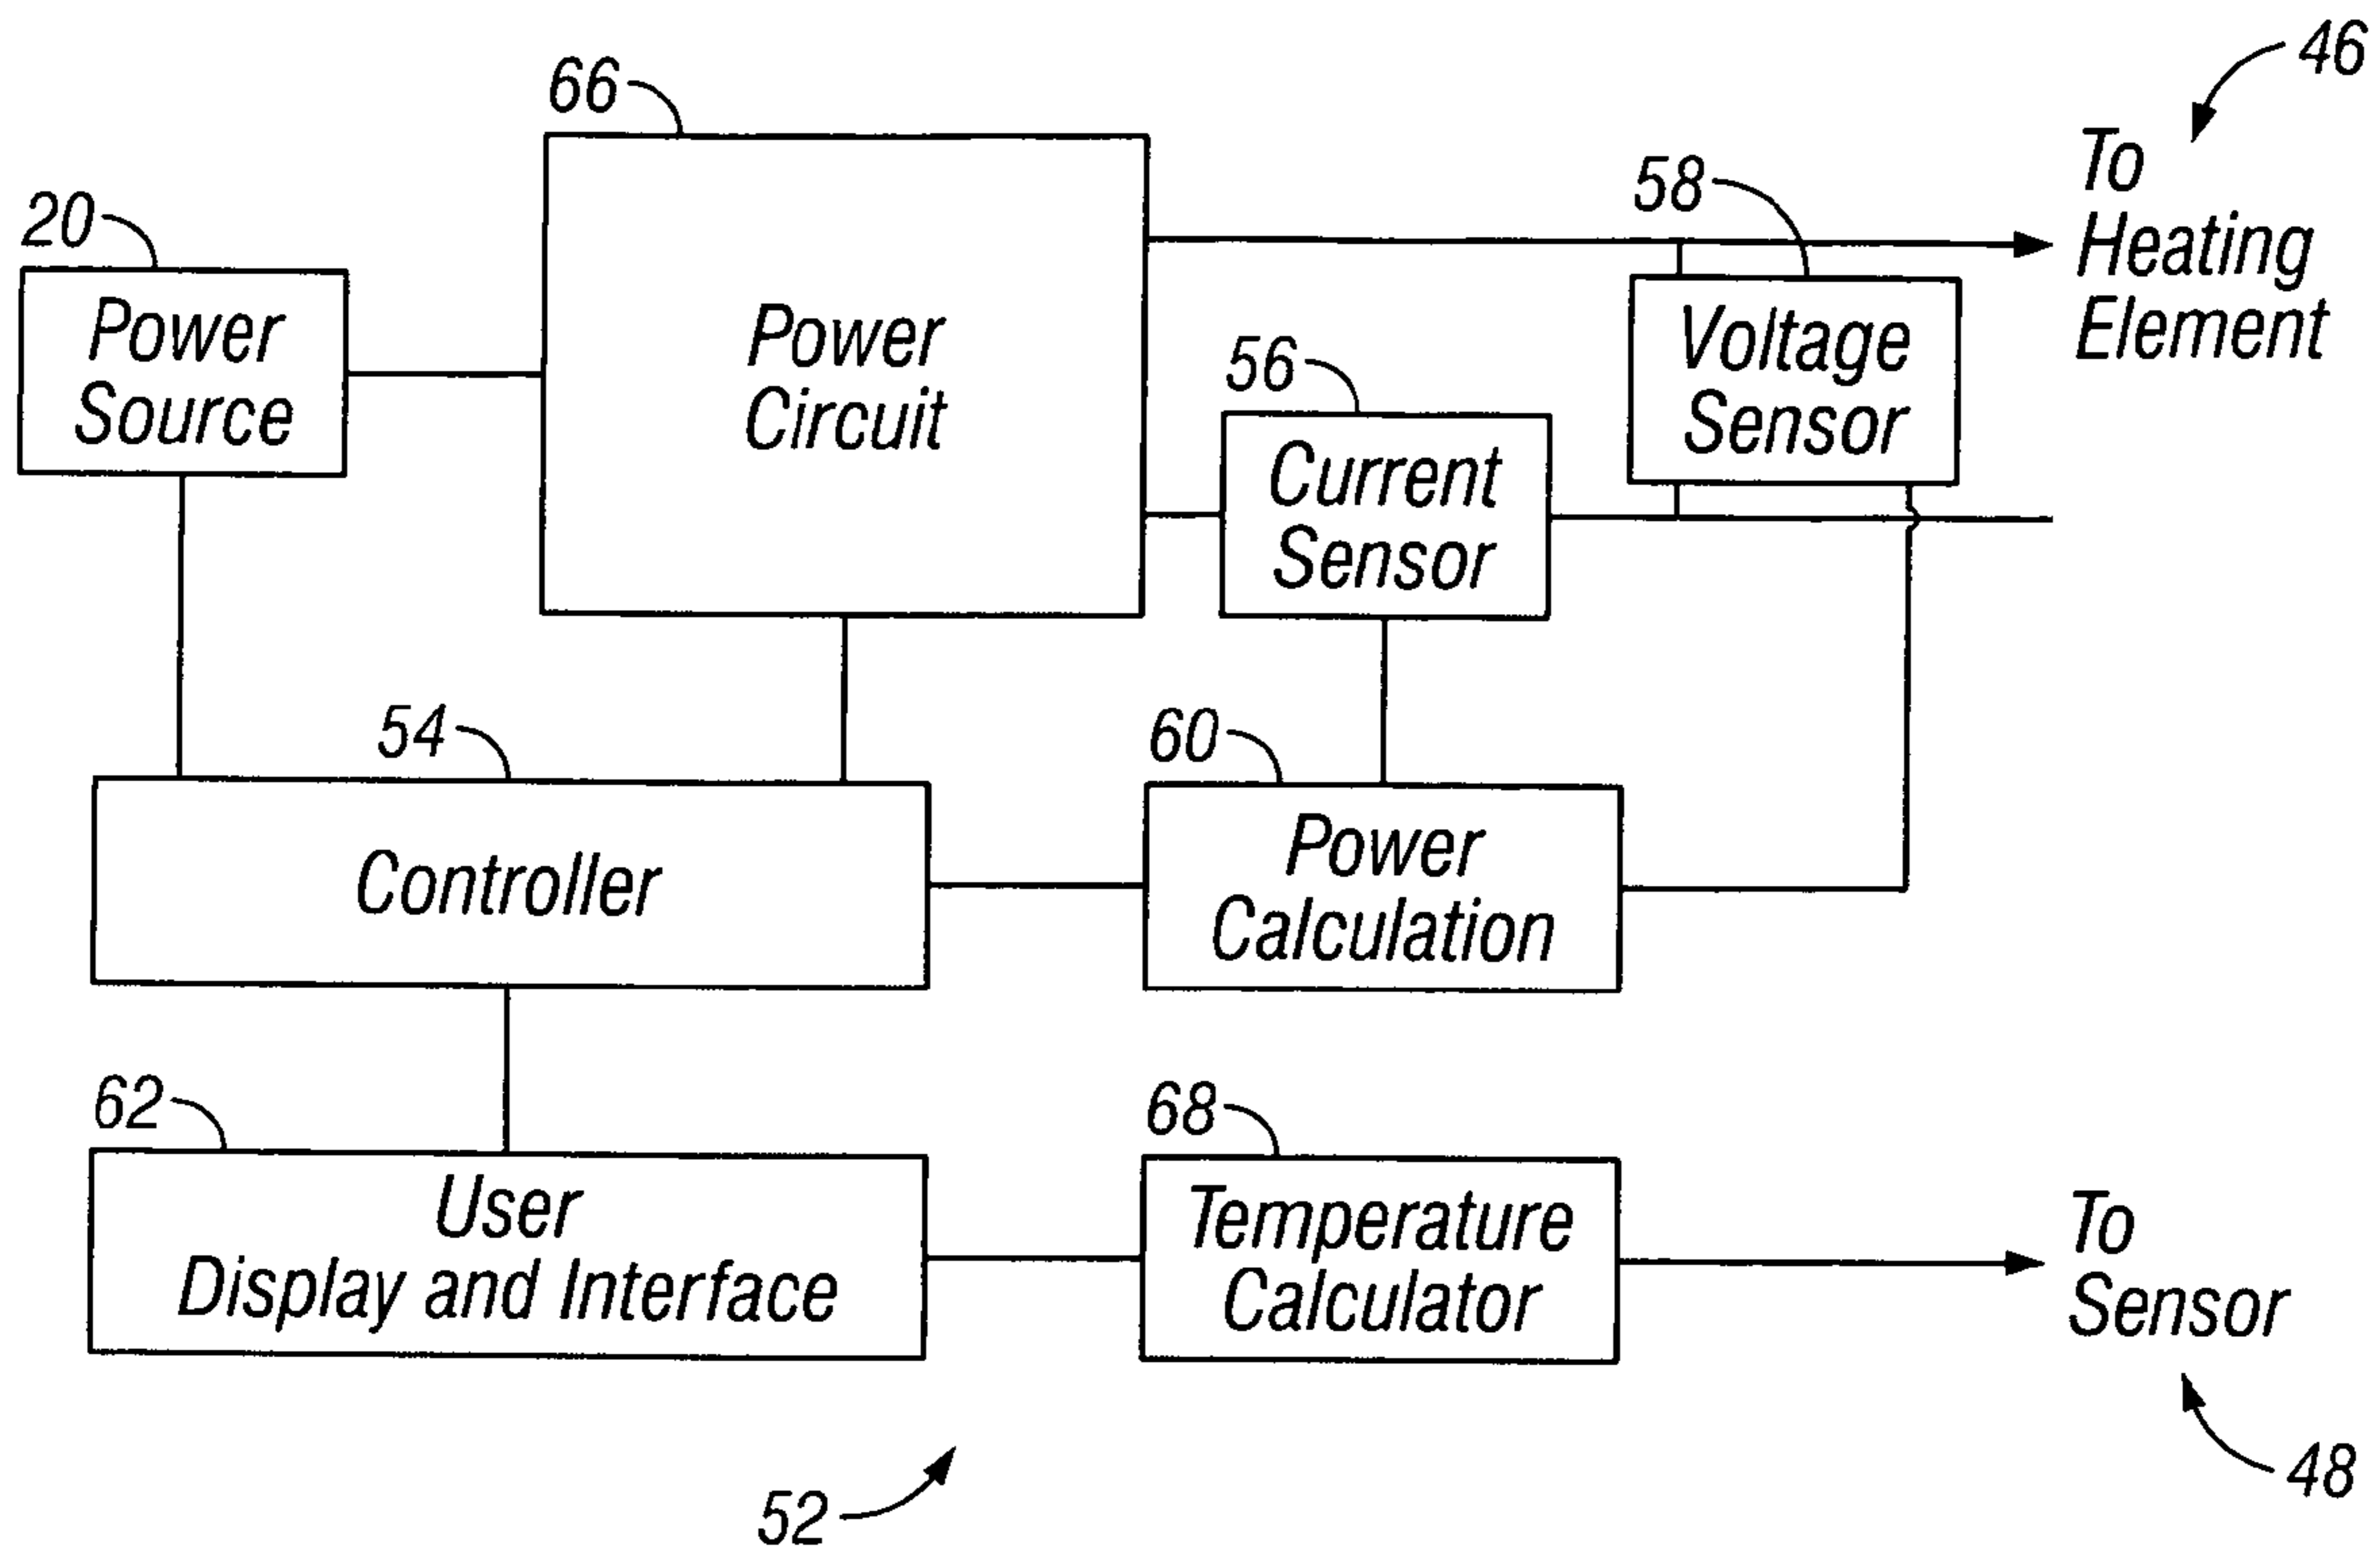 46
66
To
Heating
Element
58
20
Power
Source
Power
Circuit
Voltage
Sensor
56
Current
Sensor
54
60
Controller
Power
Calculation
62
68
User
Display and Interface
Temperature
Calculator
To
Sensor
52
48